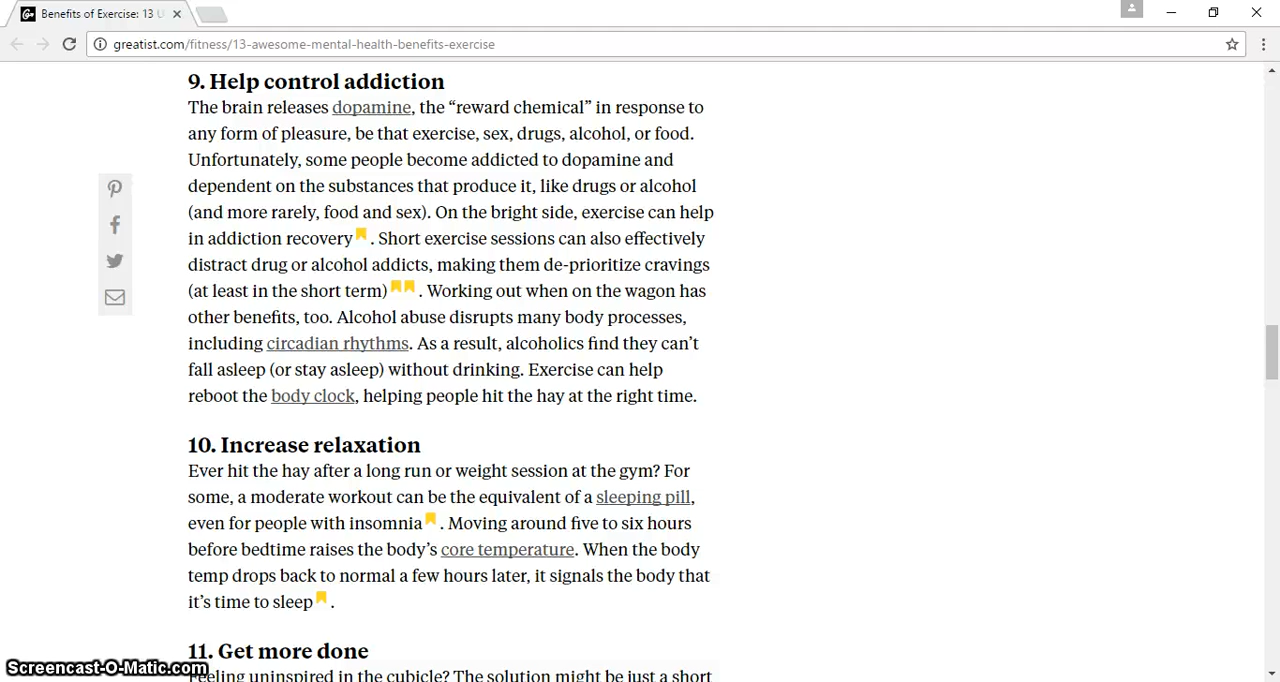 Benefits of Exercise: 13 U
greatist.com/fitness/13-awesome-mental-health-benefits-exercise
9. Help control addiction
The brain releases dopamine, the “reward chemical” in response to
any form of pleasure, be that exercise, sex, drugs, alcohol, or food.
Unfortunately, some people become addicted to dopamine and
dependent on the substances that produce it, like drugs or alcohol
(and more rarely, food and sex). On the bright side, exercise can help
in addiction recovery . Short exercise sessions can also effectively
distract drug or alcohol addicts, making them de-prioritize cravings
(at least in the short term) . Working out when on the wagon has
other benefits, too. Alcohol abuse disrupts many body processes,
including circadian rhythms. As a result, alcoholics find they can’t
fall asleep (or stay asleep) without drinking. Exercise can help
reboot the body clock, helping people hit the hay at the right time.
10. Increase relaxation
Ever hit the hay after a long run or weight session at the gym? For
some, a moderate workout can be the equivalent of a sleeping pill,
even for people with insomnia . Moving around five to six hours
before bedtime raises the body’s core temperature. When the body
temp drops back to normal a few hours later, it signals the body that
it’s time to sleep .
11. Get more done
Feeling uninspired in the cubicle? The solution might be just a short
Screencast-O-Matic.com